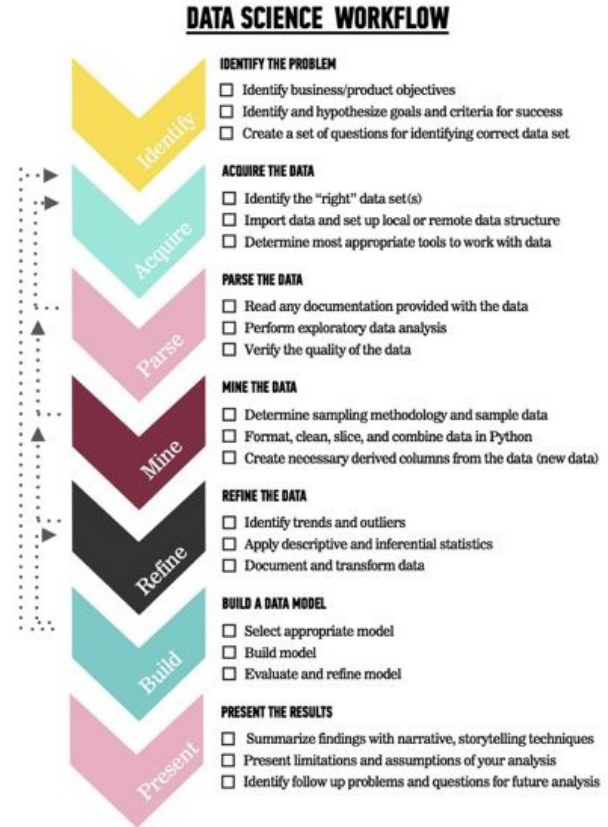 DATA SCIENCE WORKFLOW
IDENTIFY THE PROBLEM
Identify business/product objectives
Identify and hypothesize goals and criteria for success
Create a set of questions for identifying correct data set
Identify
ACQUIRE THE DATA
Identify the “right” data set(s)
Import data and set up local or remote data structure
Determine most appropriate tools to work with data
Acquire
PARSE THE DATA
Read any documentation provided with the data
Perform exploratory data analysis
Verify the quality of the data
Parse
MINE THE DATA
Determine sampling methodology and sample data
Format, clean, slice, and combine data in Python
Create necessary derived columns from the data (new data)
Mine
REFINE THE DATA
Identify trends and outliers
Apply descriptive and inferential statistics
Document and transform data
Refine
BUILD A DATA MODEL
Select appropriate model
Build model
Evaluate and refine model
Build
PRESENT THE RESULTS
Summarize findings with narrative, storytelling techniques
Present limitations and assumptions of your analysis
Identify follow up problems and questions for future analysis
Present